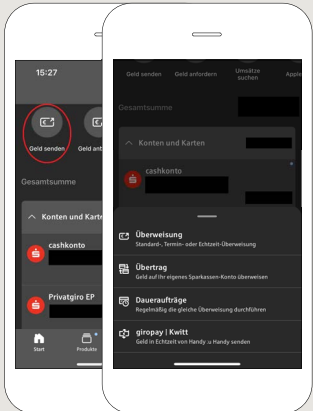 15:27
Geld senden
Geld ant
Gesamtsumme
Konten und Karte
cashkonto
Privatgiro EP
Start
Produkte
Geld senden
Geld anfordern
Umsätze suchen
Apple
Gesamtsumme
Konten und Karten
cashkonto
Überweisung
Standard-, Termin- oder Echtzeit-Überweisung
Übertrag
Geld auf Ihr eigenes Sparkassen-Konto überweisen
Daueraufträge
Regelmäßig die gleiche Überweisung durchführen
giropay | Kwitt
Geld in Echtzeit von Handy zu Handy senden